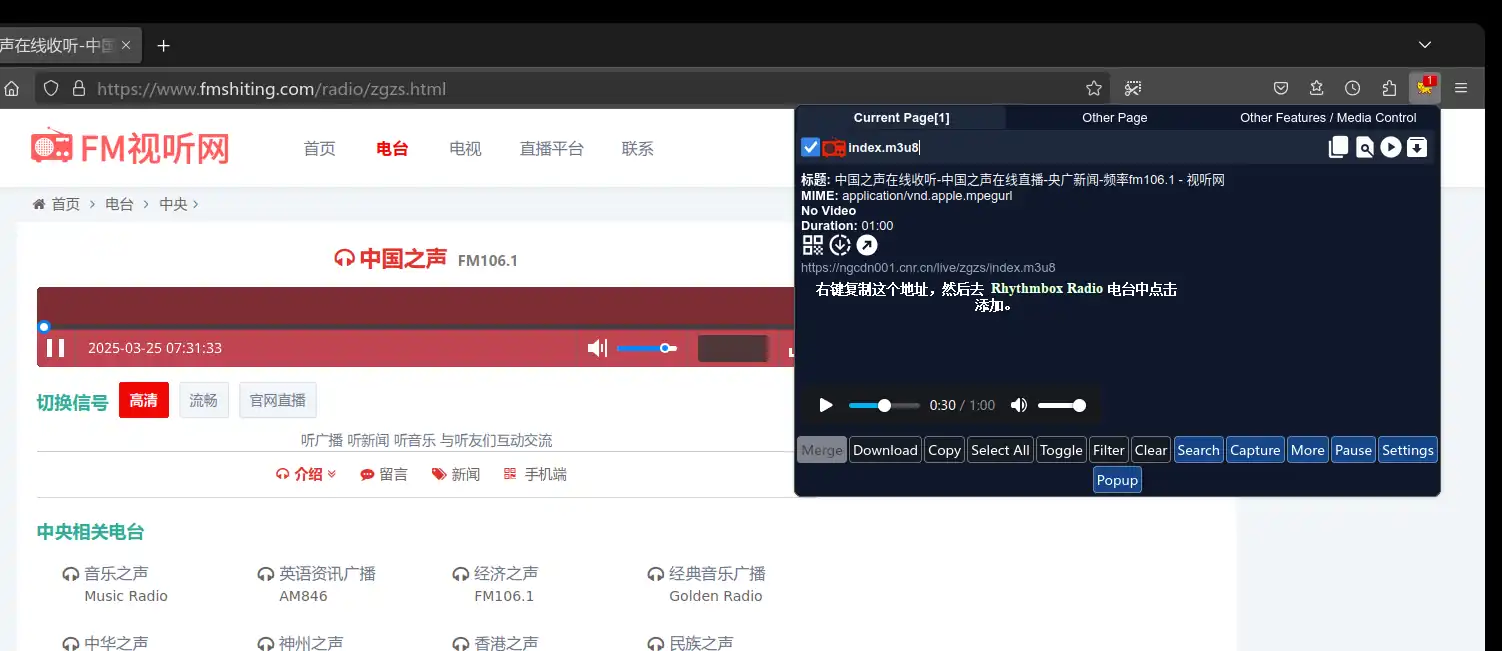 声在线收听-中国
https://www.fmshiting.com/radio/zgzs.html
1
FM视听网
首页 电台 电视 直播平台 联系
首页 > 电台 > 中央 >
中国之声 FM106.1
2025-03-25 07:31:33
切换信号 高清 流畅 官网直播
听广播 听新闻 听音乐 与听友们互动交流
介绍 留言 新闻 手机端
中央相关电台
音乐之声 英语资讯广播 经济之声 经典音乐广播
Music Radio AM846 FM106.1 Golden Radio
中华之声 神州之声 香港之声 民族之声
Current Page[1] Other Page Other Features / Media Control
index.m3u8
标题: 中国之声在线收听-中国之声在线直播-央广新闻-频率fm106.1 - 视听网
MIME: application/vnd.apple.mpegurl
No Video
Duration: 01:00
https://ngcdn001.cnr.cn/live/zgzs/index.m3u8
右键复制这个地址，然后去 Rhythmbox Radio 电台中点击
添加。
0:30 / 1:00
Merge Download Copy Select All Toggle Filter Clear Search Capture More Pause Settings
Popup